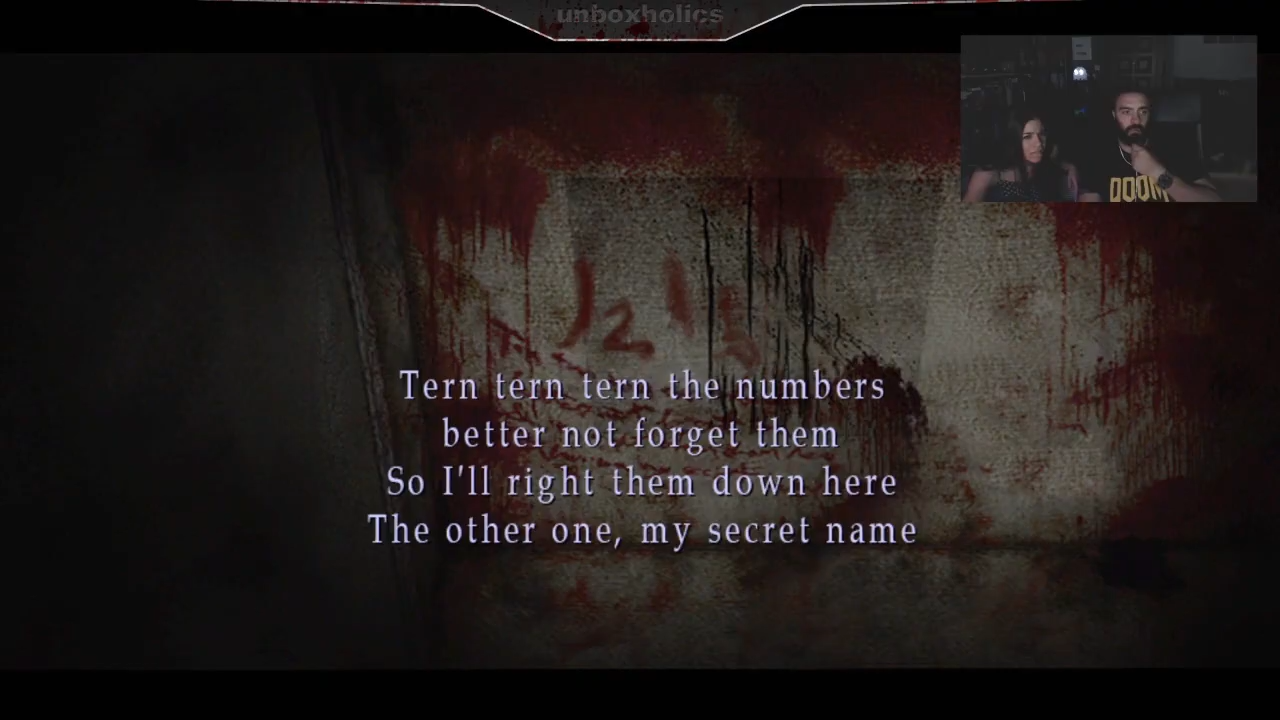 unboxholics
DOOM
Tern tern tern the numbers
better not forget them
So I'll right them down here
The other one, my secret name